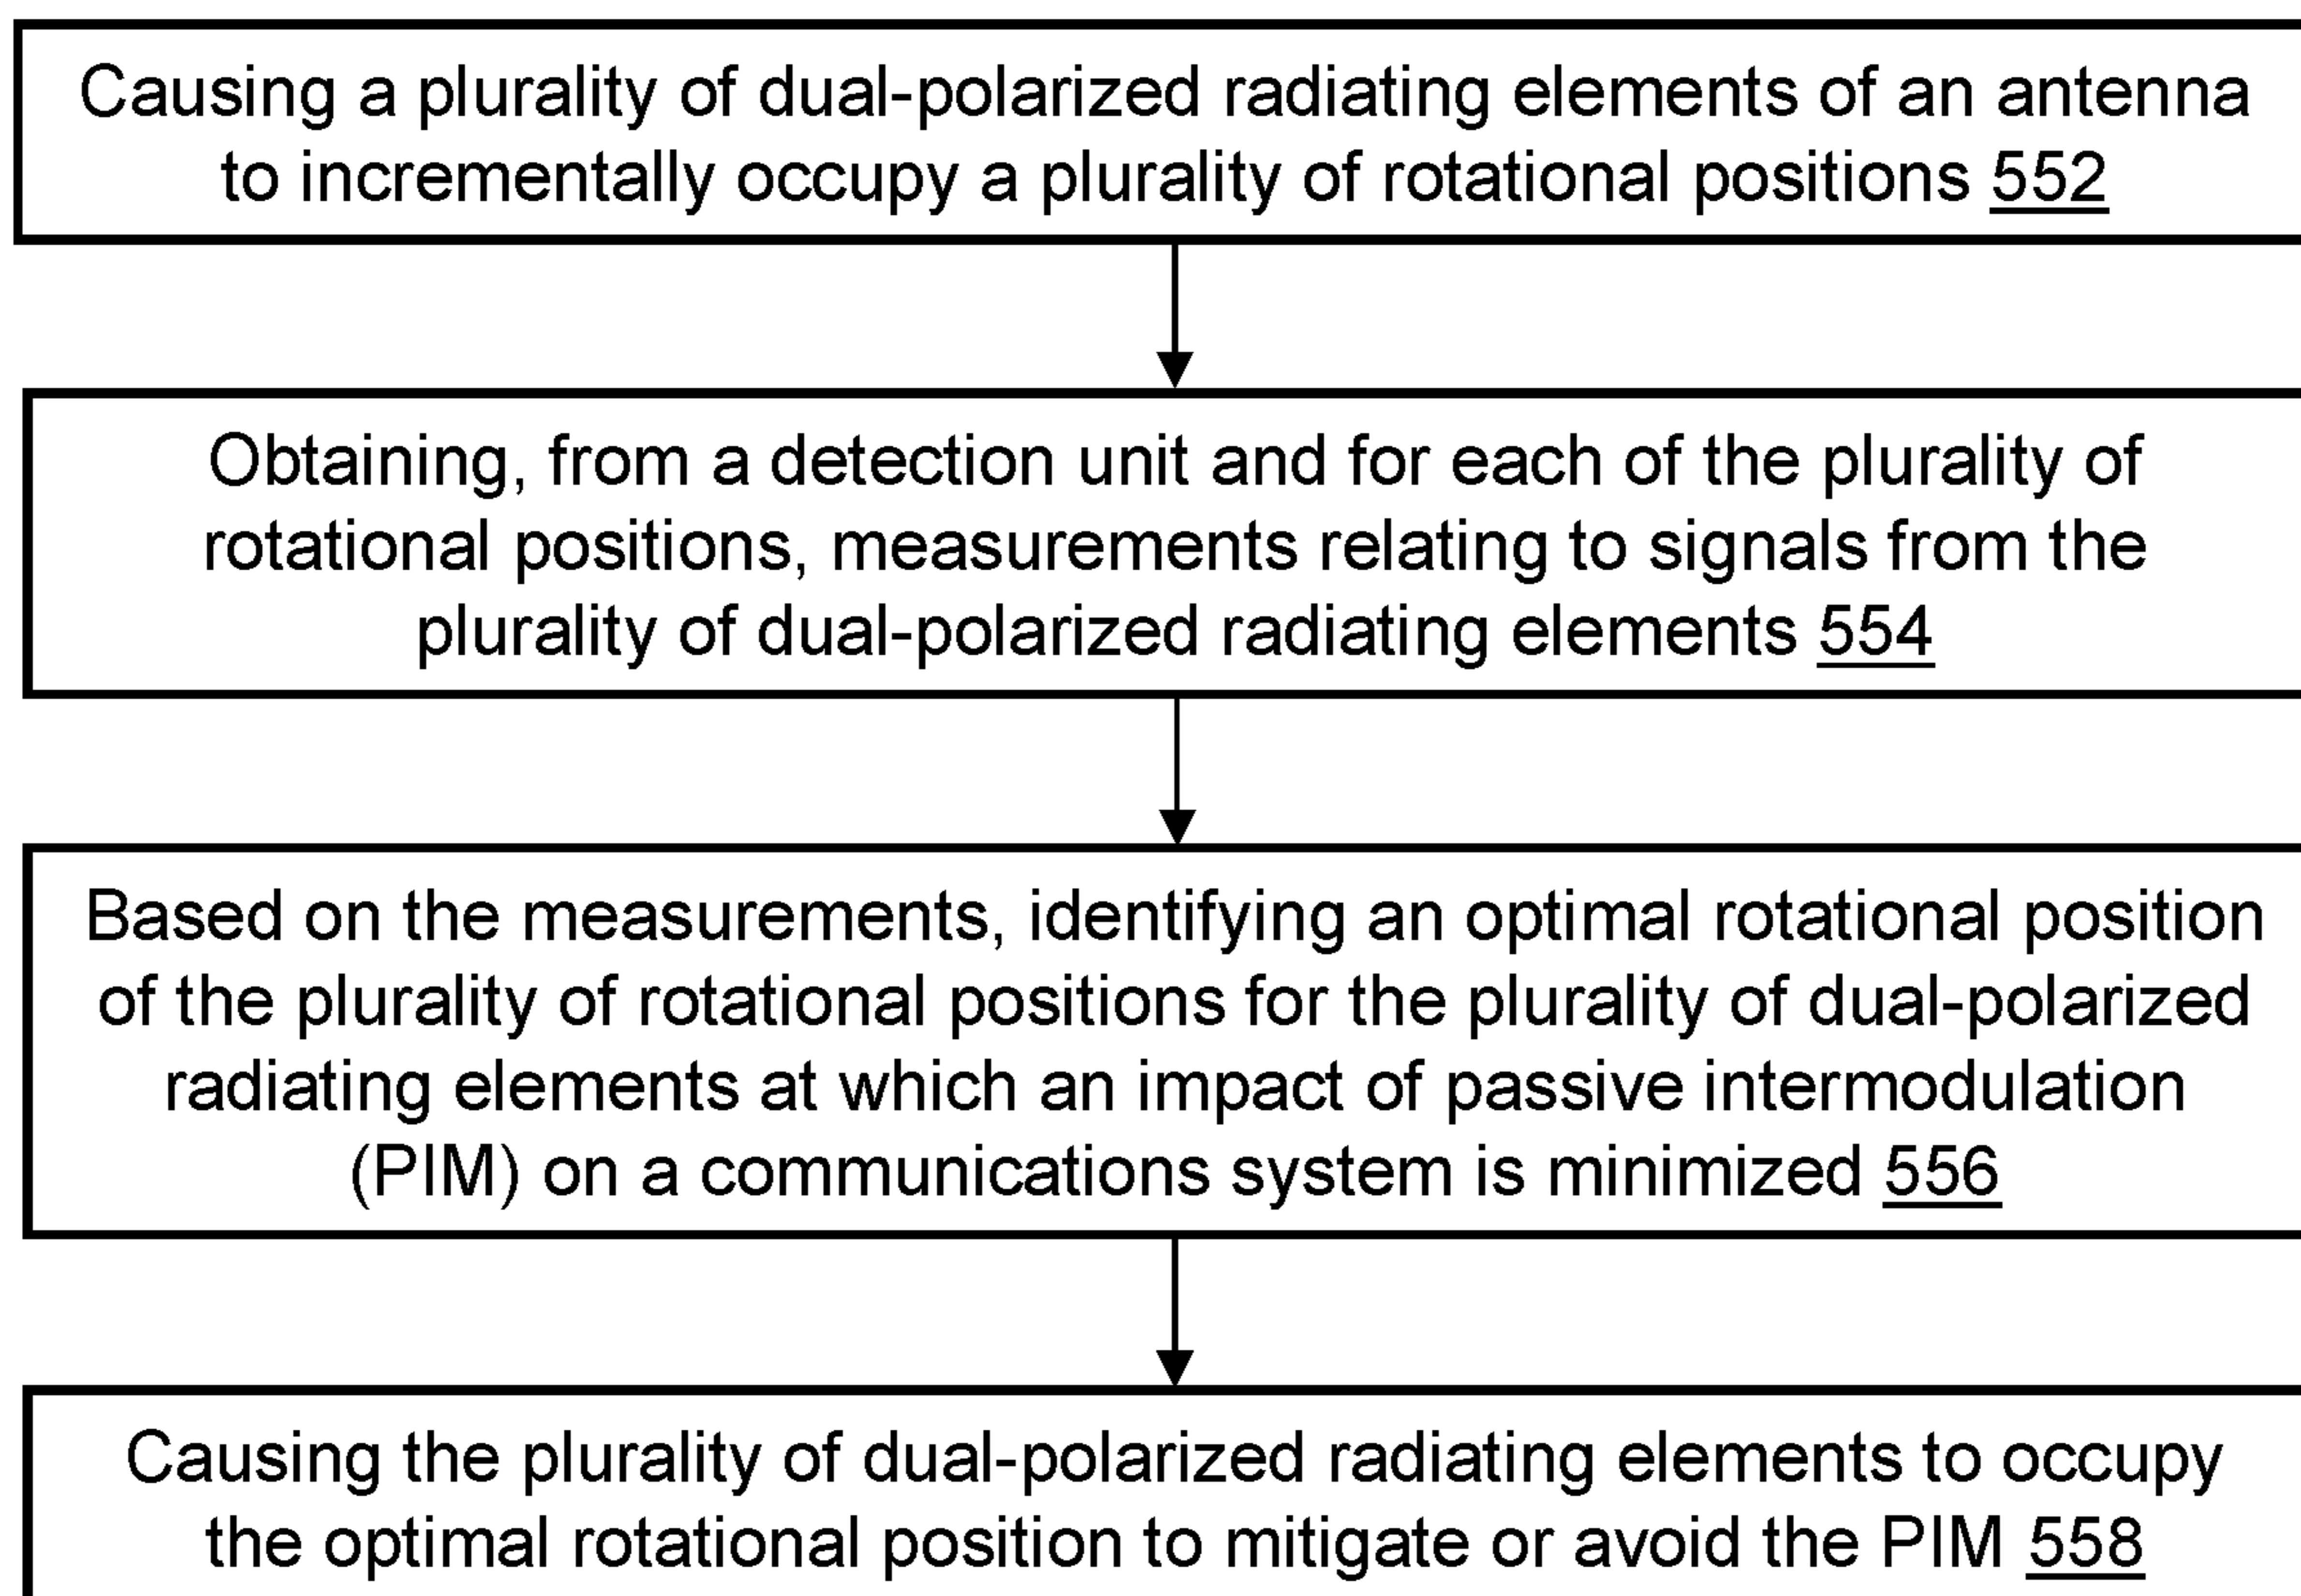 Causing a plurality of dual-polarized radiating elements of an antenna
to incrementally occupy a plurality of rotational positions 552
Obtaining, from a detection unit and for each of the plurality of
rotational positions, measurements relating to signals from the
plurality of dual-polarized radiating elements 554
Based on the measurements, identifying an optimal rotational position
of the plurality of rotational positions for the plurality of dual-polarized
radiating elements at which an impact of passive intermodulation
(PIM) on a communications system is minimized 556
Causing the plurality of dual-polarized radiating elements to occupy
the optimal rotational position to mitigate or avoid the PIM 558